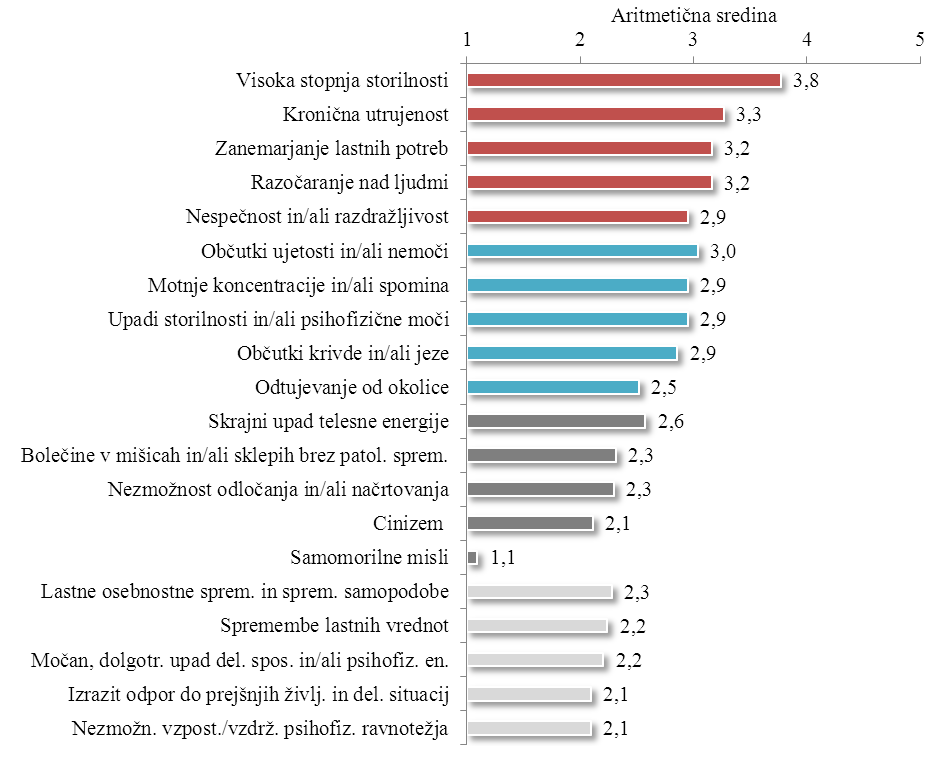 Aritmetična sredina
1 2 3 4 5
Visoka stopnja storilnosti 3,8
Kronična utrujenost 3,3
Zanemarjanje lastnih potreb 3,2
Razočaranje nad ljudmi 3,2
Nespečnost in/ali razdražljivost 2,9
Občutki ujetosti in/ali nemoči 3,0
Motnje koncentracije in/ali spomina 2,9
Upadi storilnosti in/ali psihofizične moči 2,9
Občutki krivde in/ali jeze 2,9
Odtujevanje od okolice 2,5
Skrajni upad telesne energije 2,6
Bolečine v mišicah in/ali sklepih brez patol. sprem. 2,3
Nezmožnost odločanja in/ali načrtovanja 2,3
Cinizem 2,1
Samomorilne misli 1,1
Lastne osebnostne sprem. in sprem. samopodobe 2,3
Spremembe lastnih vrednot 2,2
Močan, dolgotr. upad del. spos. in/ali psihofiz. en. 2,2
Izrazit odpor do prejšnjih življ. in del. situacij 2,1
Nezmožn. vzpost./vzdrž. psihofiz. ravnotežja 2,1